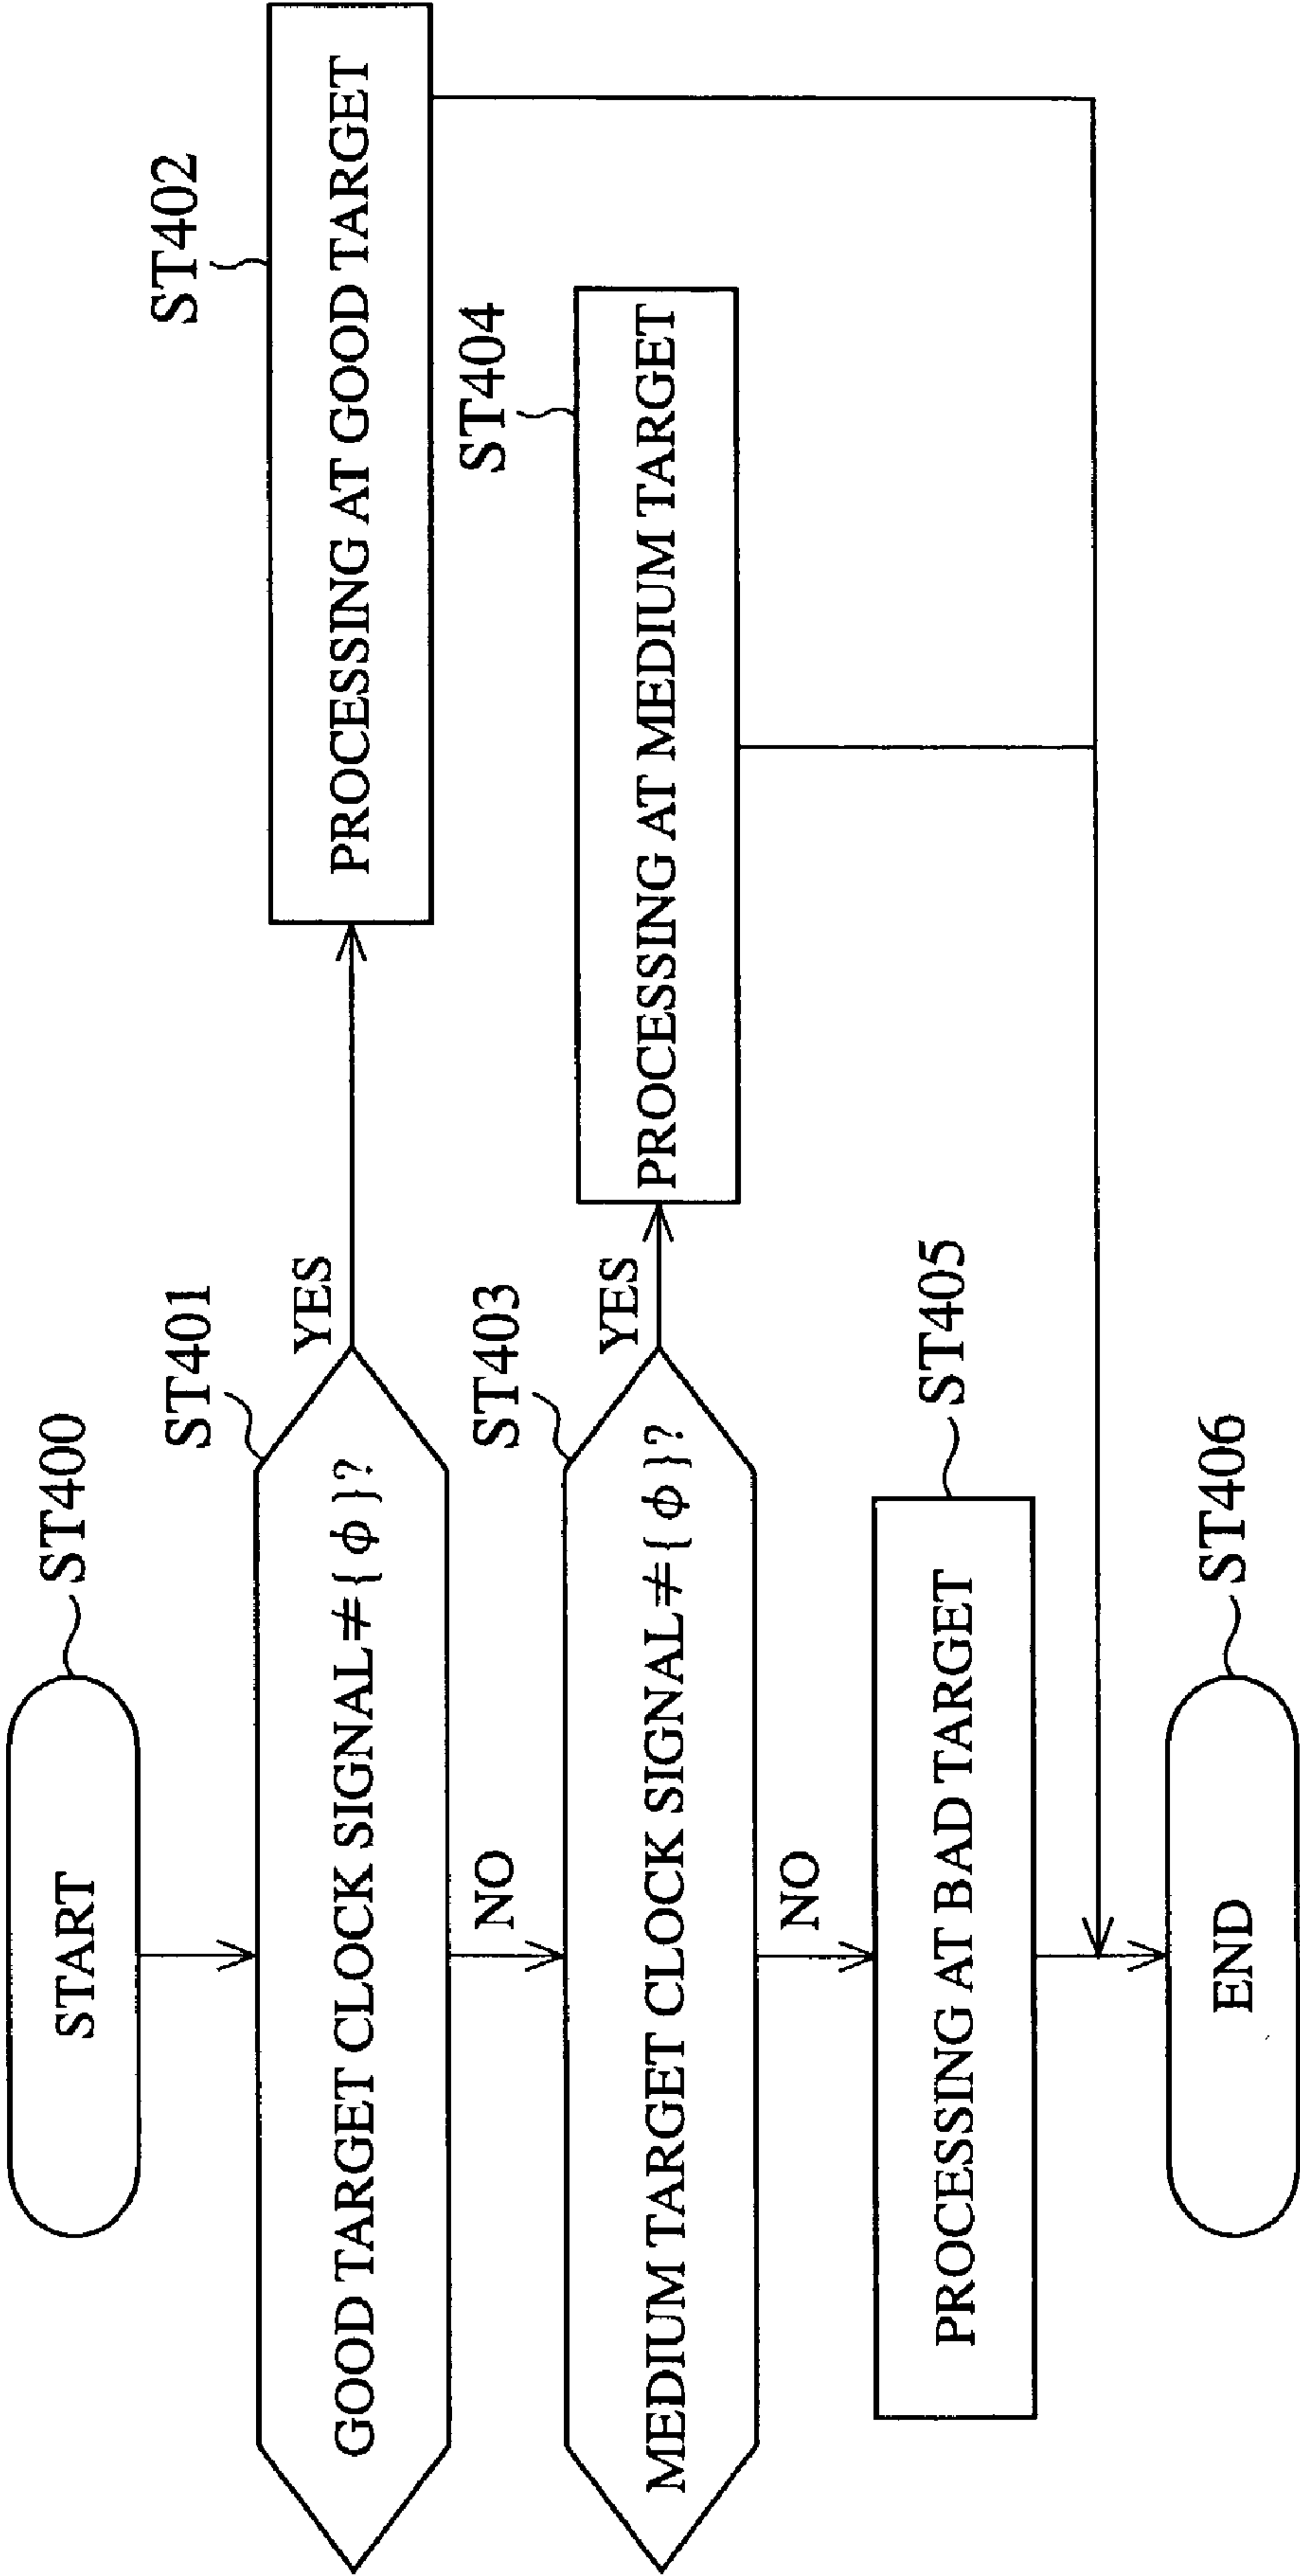 START
ST400
GOOD TARGET CLOCK SIGNAL≠{ϕ}?
ST401
YES
PROCESSING AT GOOD TARGET
ST402
NO
MEDIUM TARGET CLOCK SIGNAL≠{ϕ}?
ST403
YES
PROCESSING AT MEDIUM TARGET
ST404
NO
PROCESSING AT BAD TARGET
ST405
END
ST406